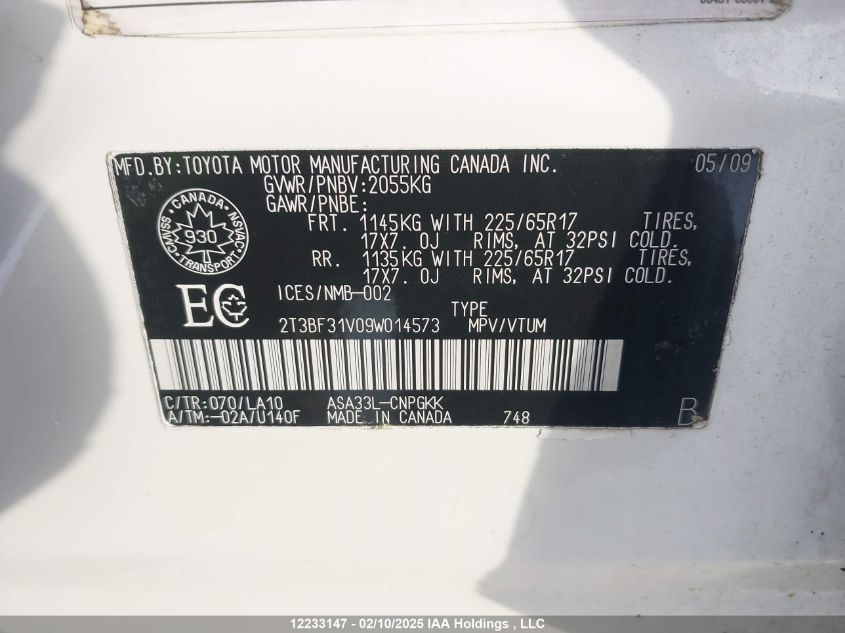 MFD.BY:TOYOTA MOTOR MANUFACTURING CANADA INC. 05/09
GVWR/PNBV:2055KG
GAWR/PNBE:
FRT. 1145KG WITH 225/65R17 TIRES,
17X7.0J RIMS, AT 32PSI COLD.
RR. 1135KG WITH 225/65R17 TIRES,
17X7.0J RIMS, AT 32PSI COLD.
CANADA
CMVSS 930 NSVAC
TRANSPORT
EC
ICES/NMB-002
TYPE
2T3BF31V09W014573 MPV/VTUM
C/TR:070/LA10 ASA33L-CNPGKK
A/TM:-02A/U140F MADE IN CANADA 748 B
12233147 - 02/10/2025 IAA Holdings , LLC